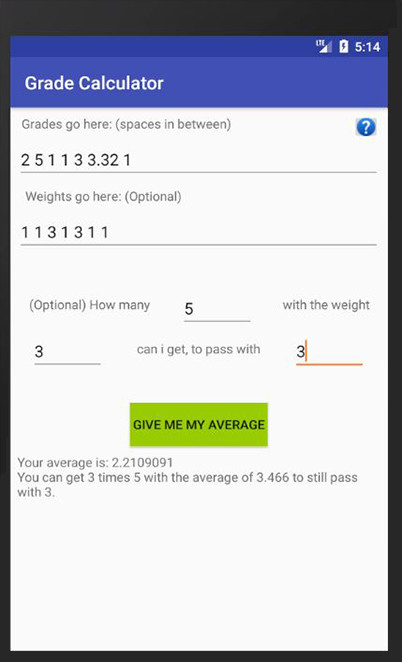 LTE 5:14
Grade Calculator
Grades go here: (spaces in between)
?
2 5 1 1 3 3.32 1
Weights go here: (Optional)
1 1 3 1 3 1 1
(Optional) How many 5 with the weight
3 can i get, to pass with 3
GIVE ME MY AVERAGE
Your average is: 2.2109091
You can get 3 times 5 with the average of 3.466 to still pass
with 3.